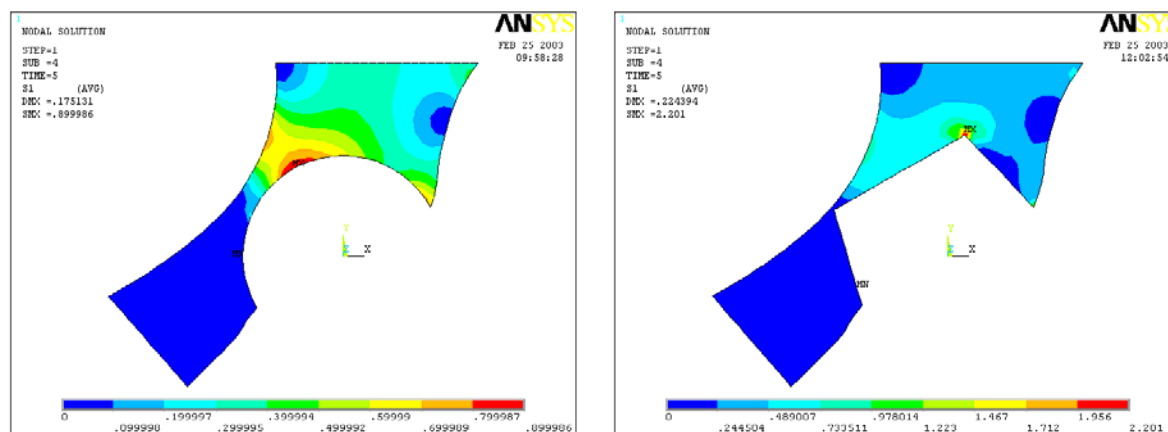 1
ANSYS
NODAL SOLUTION
FEB 25 2003
09:58:28
STEP=1
SUB =4
TIME=5
S1 (AVG)
DMX =.175131
SMX =.899986
MX
MN
Y
Z X
0 .199997 .399994 .59999 .799987
.099998 .299995 .499992 .699989 .899986
1
ANSYS
NODAL SOLUTION
FEB 25 2003
12:02:54
STEP=1
SUB =4
TIME=5
S1 (AVG)
DMX =.224394
SMX =2.201
MX
MN
Y
Z X
0 .489007 .978014 1.467 1.956
.244504 .733511 1.223 1.712 2.201